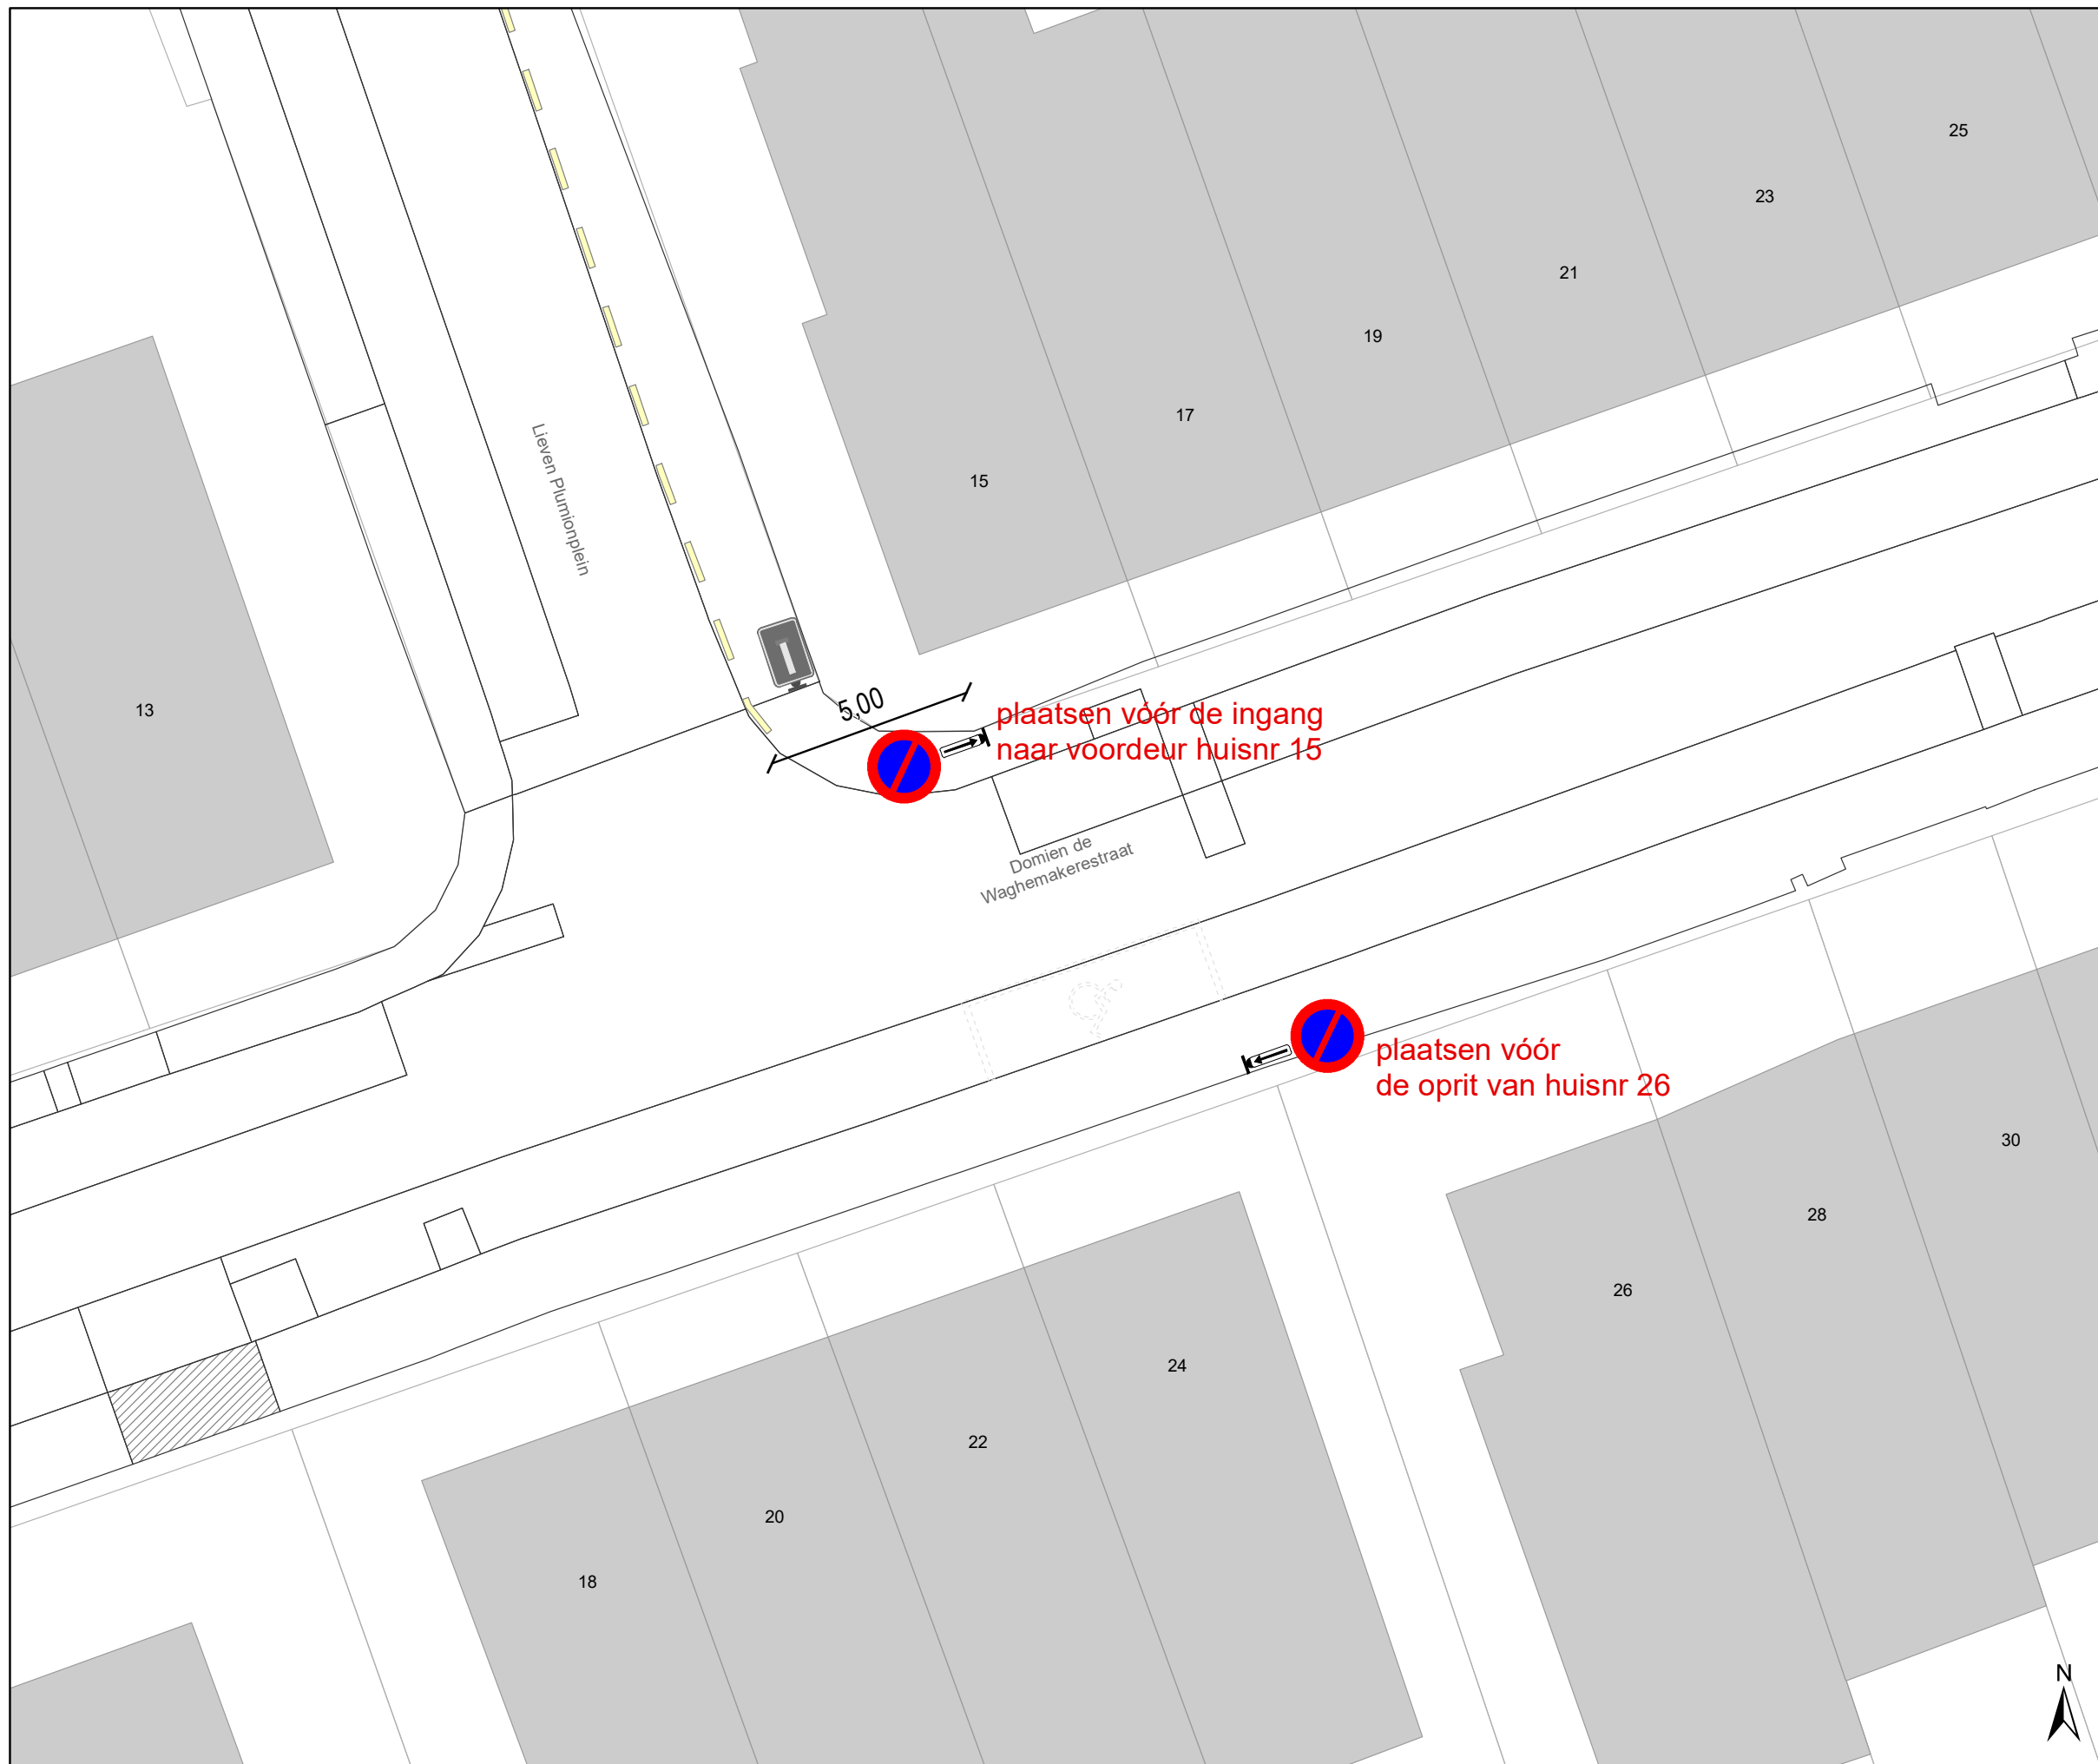 25
23
21
19
17
15
13
Lieven Plumionplein
5,00
plaatsen vóór de ingang
naar voordeur huisnr 15
Domien de
Waghemakerestraat
plaatsen vóór
de oprit van huisnr 26
30
28
26
24
22
20
18
N